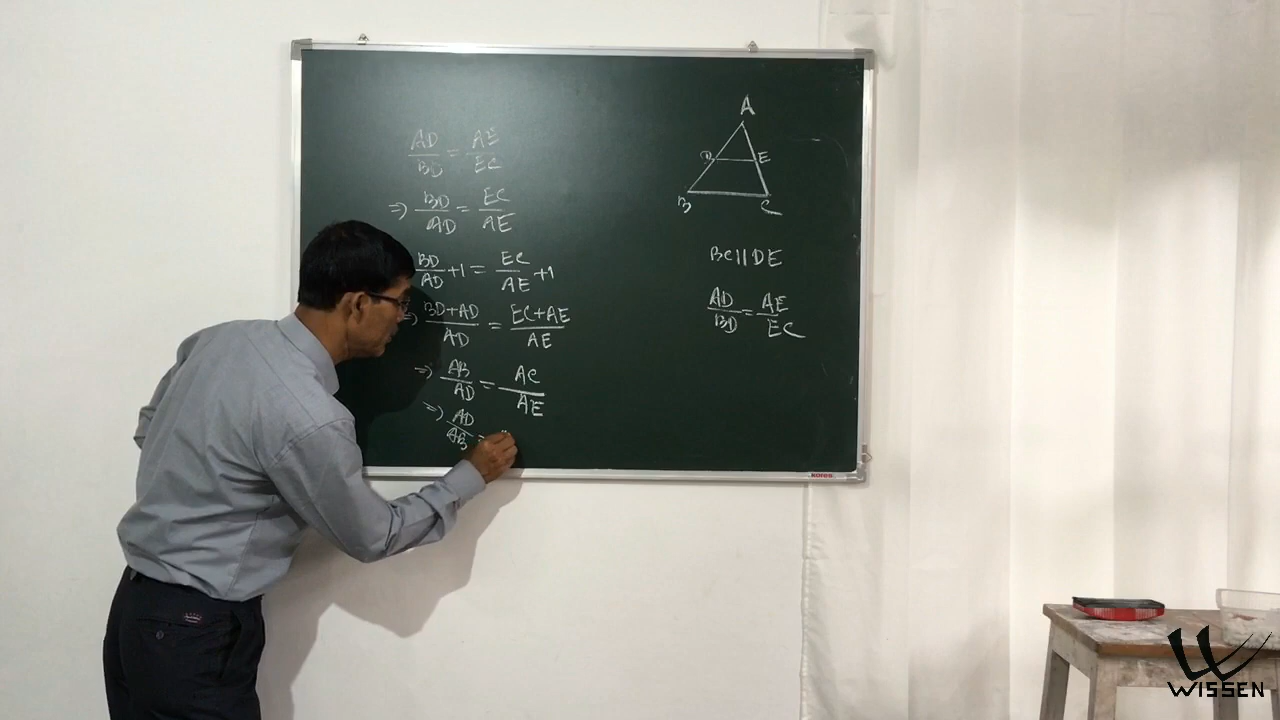 AD/BD = AE/EC
⇒ BD/AD = EC/AE
BD/AD + 1 = EC/AE + 1
⇒ BD+AD/AD = EC+AE/AE
⇒ AB/AD = AC/AE
⇒ AD/AB =
A
D E
B C
BC || DE
AD/BD = AE/EC
kores
WISSEN